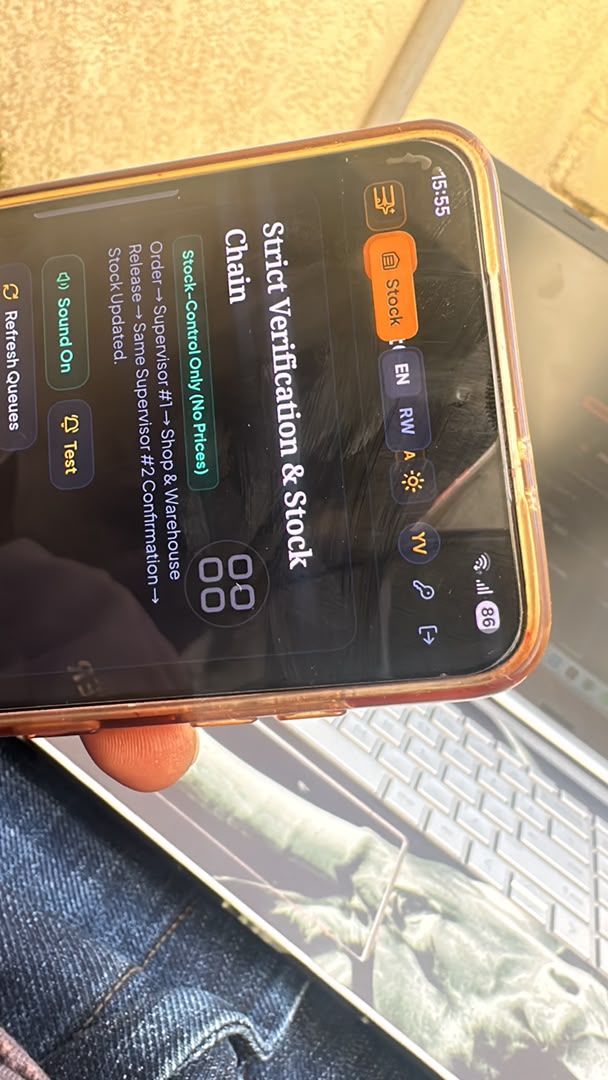 15:55
86
Stock
EN
RW
A
YV
Strict Verification & Stock
Chain
Stock-Control Only (No Prices)
Order → Supervisor #1 → Shop & Warehouse
Release → Same Supervisor #2 Confirmation →
Stock Updated.
Sound On
Test
Refresh Queues